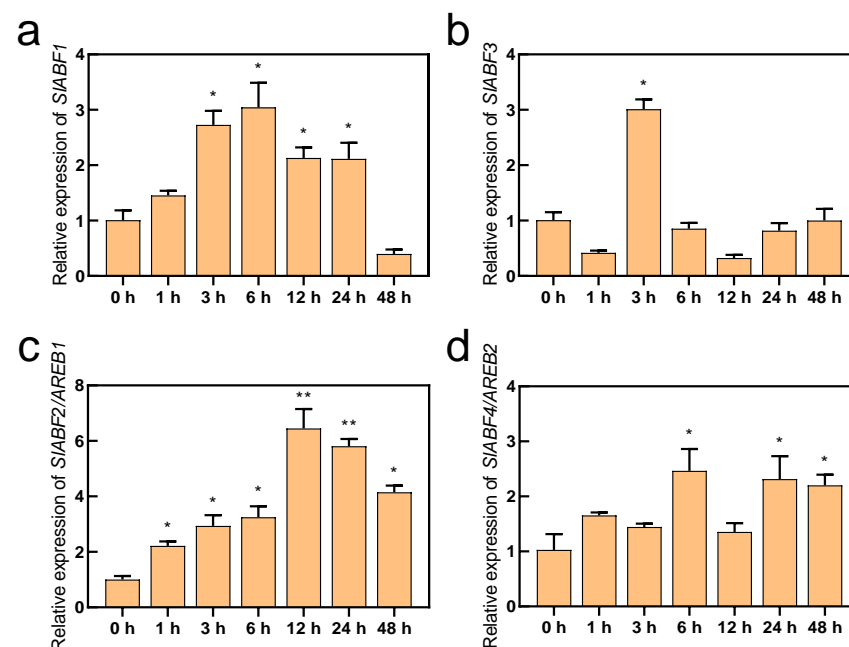 a
Relative expression of SlABF1
4
3
2
1
0
* * * *
0 h 1 h 3 h 6 h 12 h 24 h 48 h
b
Relative expression of SlABF3
4
3
2
1
0
*
0 h 1 h 3 h 6 h 12 h 24 h 48 h
c
Relative expression of SlABF2/AREB1
8
6
4
2
0
* * * ** ** *
0 h 1 h 3 h 6 h 12 h 24 h 48 h
d
Relative expression of SlABF4/AREB2
4
3
2
1
0
* * *
0 h 1 h 3 h 6 h 12 h 24 h 48 h